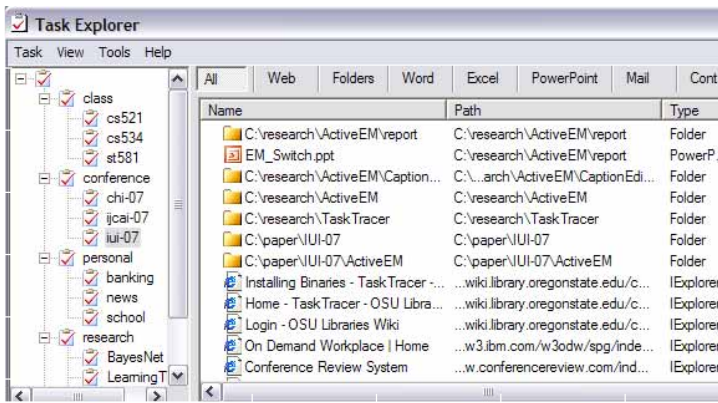 Task Explorer
Task View Tools Help
class
cs521
cs534
st581
conference
chi-07
ijcai-07
iui-07
personal
banking
news
school
research
BayesNet
LearningT
All Web Folders Word Excel PowerPoint Mail Cont
Name Path Type
C:\research\ActiveEM\report C:\research\ActiveEM\report Folder
EM_Switch.ppt C:\research\ActiveEM\report PowerP.
C:\research\ActiveEM\Caption... C:\...arch\ActiveEM\CaptionEdi... Folder
C:\research\ActiveEM C:\research\ActiveEM Folder
C:\research\TaskTracer C:\research\TaskTracer Folder
C:\paper\IUI-07 C:\paper\IUI-07 Folder
C:\paper\IUI-07\ActiveEM C:\paper\IUI-07\ActiveEM Folder
Installing Binaries - TaskTracer -... ...wiki.library.oregonstate.edu/c... IExplorer
Home - TaskTracer - OSU Libra... ...wiki.library.oregonstate.edu/c... IExplorer
Login - OSU Libraries Wiki ...wiki.library.oregonstate.edu/c... IExplorer
On Demand Workplace | Home ...w3.ibm.com/w3odw/spg/inde... IExplorer
Conference Review System ...w.conferencereview.com/ind... IExplorer